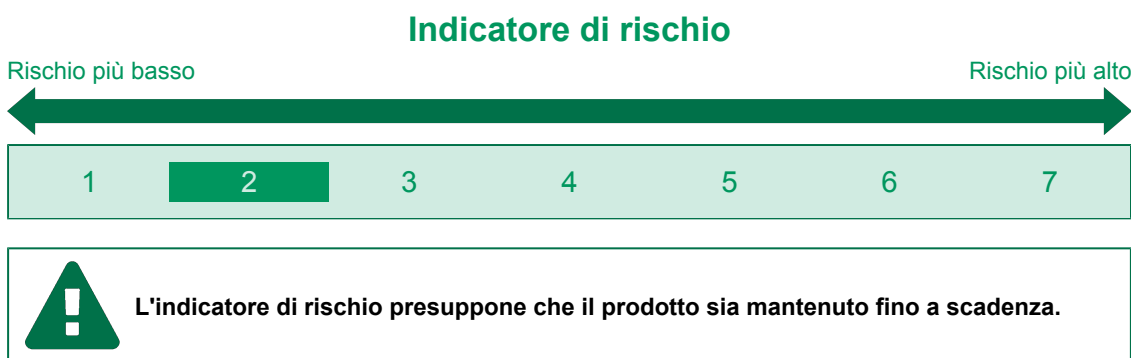 Indicatore di rischio
Rischio più basso Rischio più alto
1 2 3 4 5 6 7
L'indicatore di rischio presuppone che il prodotto sia mantenuto fino a scadenza.